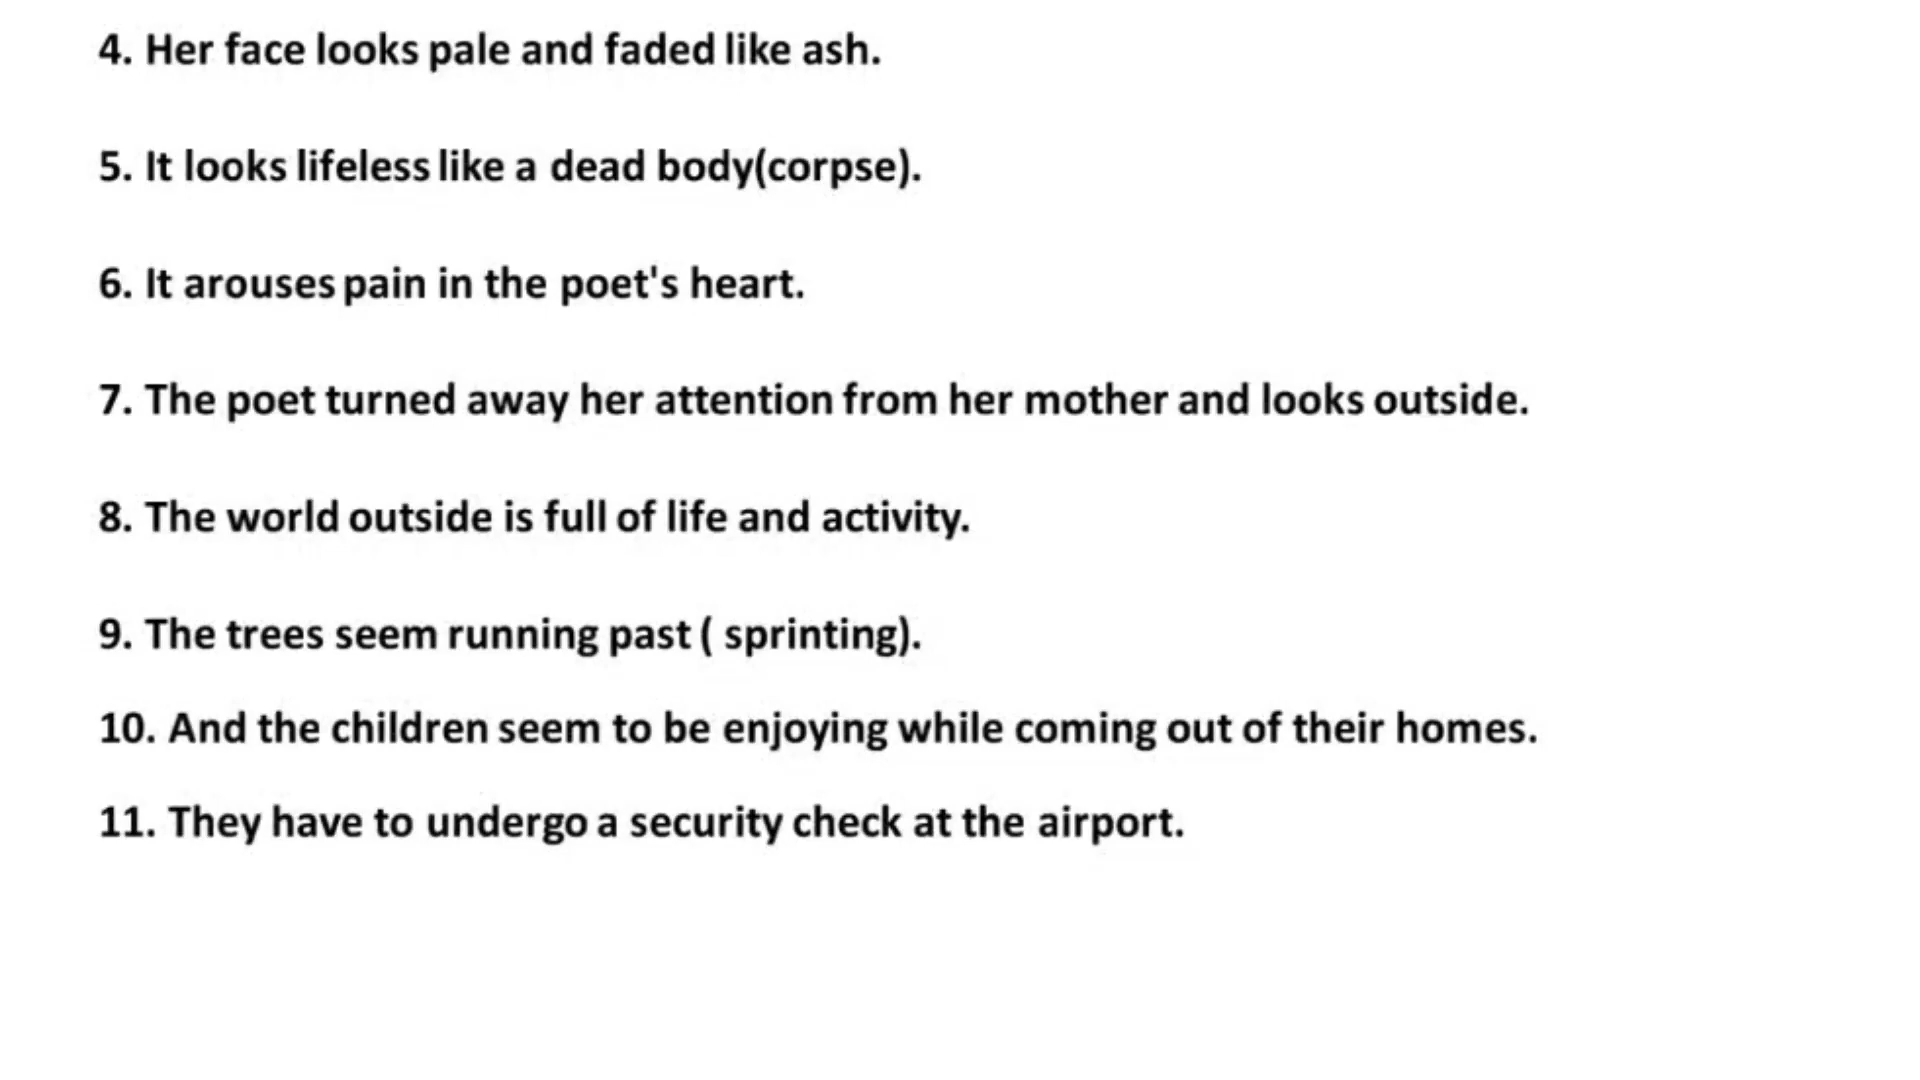 4. Her face looks pale and faded like ash.
5. It looks lifeless like a dead body(corpse).
6. It arouses pain in the poet's heart.
7. The poet turned away her attention from her mother and looks outside.
8. The world outside is full of life and activity.
9. The trees seem running past ( sprinting).
10. And the children seem to be enjoying while coming out of their homes.
11. They have to undergo a security check at the airport.